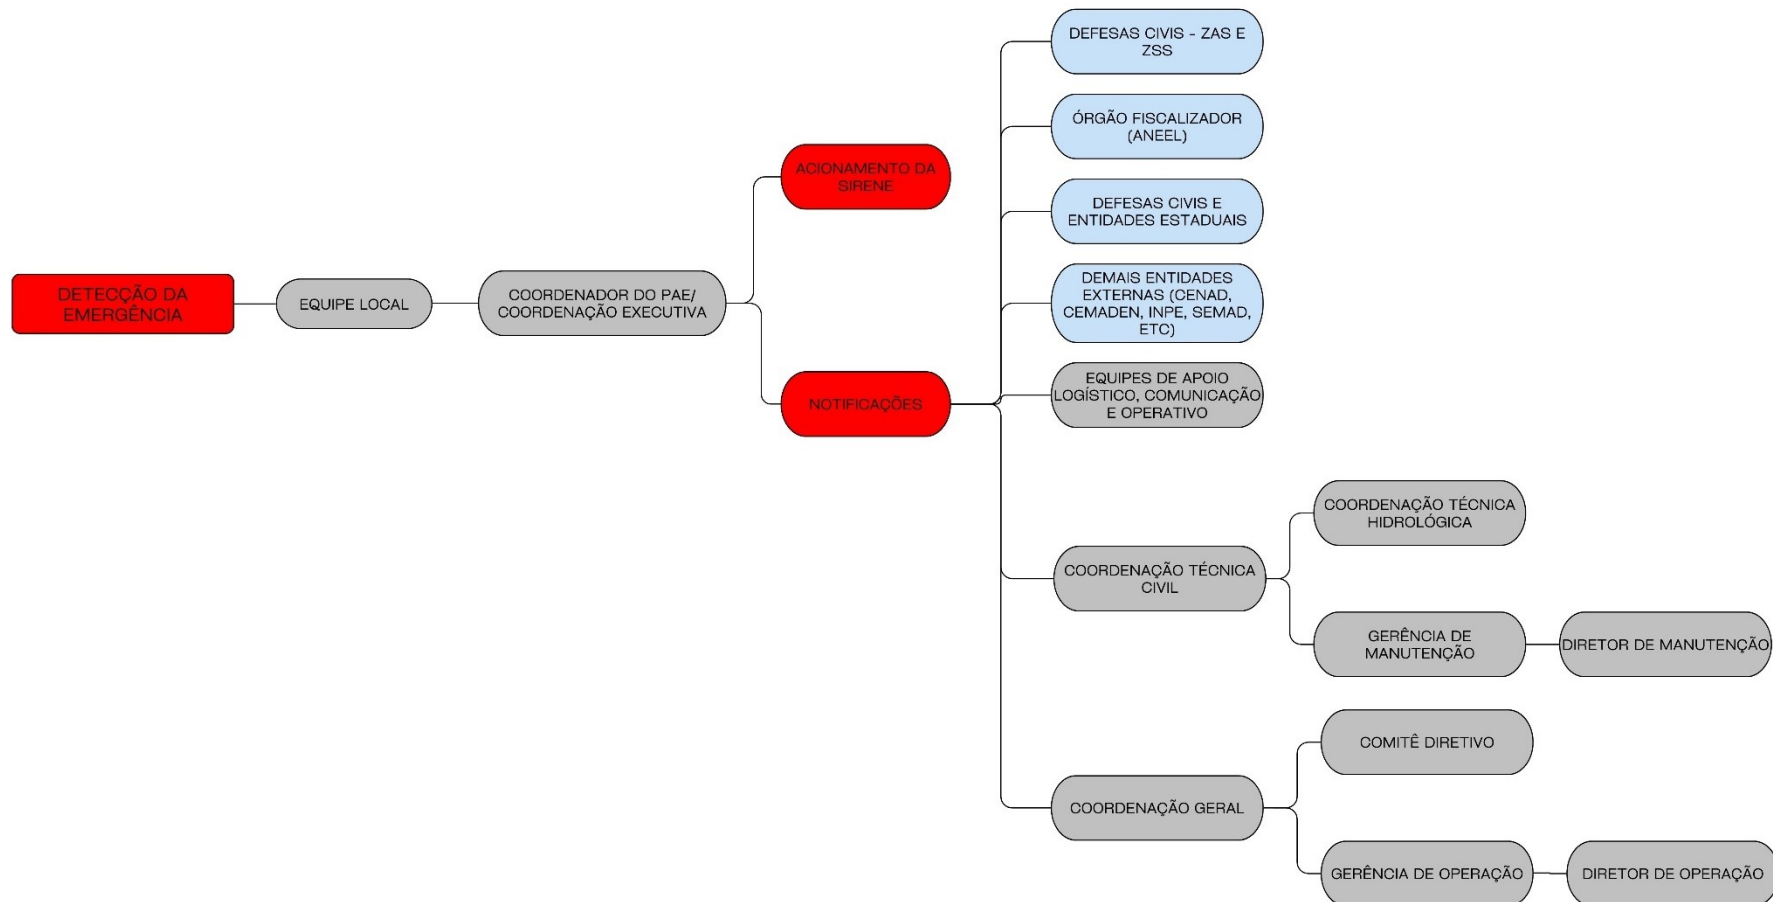 DETECÇÃO DA
EMERGÊNCIA
EQUIPE LOCAL
COORDENADOR DO PAE/
COORDENAÇÃO EXECUTIVA
ACIONAMENTO DA
SIRENE
NOTIFICAÇÕES
DEFESAS CIVIS - ZAS E
ZSS
ÓRGÃO FISCALIZADOR
(ANEEL)
DEFESAS CIVIS E
ENTIDADES ESTADUAIS
DEMAIS ENTIDADES
EXTERNAS (CENAD,
CEMADEN, INPE, SEMAD,
ETC)
EQUIPES DE APOIO
LOGÍSTICO, COMUNICAÇÃO
E OPERATIVO
COORDENAÇÃO TÉCNICA
CIVIL
COORDENAÇÃO TÉCNICA
HIDROLÓGICA
GERÊNCIA DE
MANUTENÇÃO
DIRETOR DE MANUTENÇÃO
COORDENAÇÃO GERAL
COMITÊ DIRETIVO
GERÊNCIA DE OPERAÇÃO
DIRETOR DE OPERAÇÃO